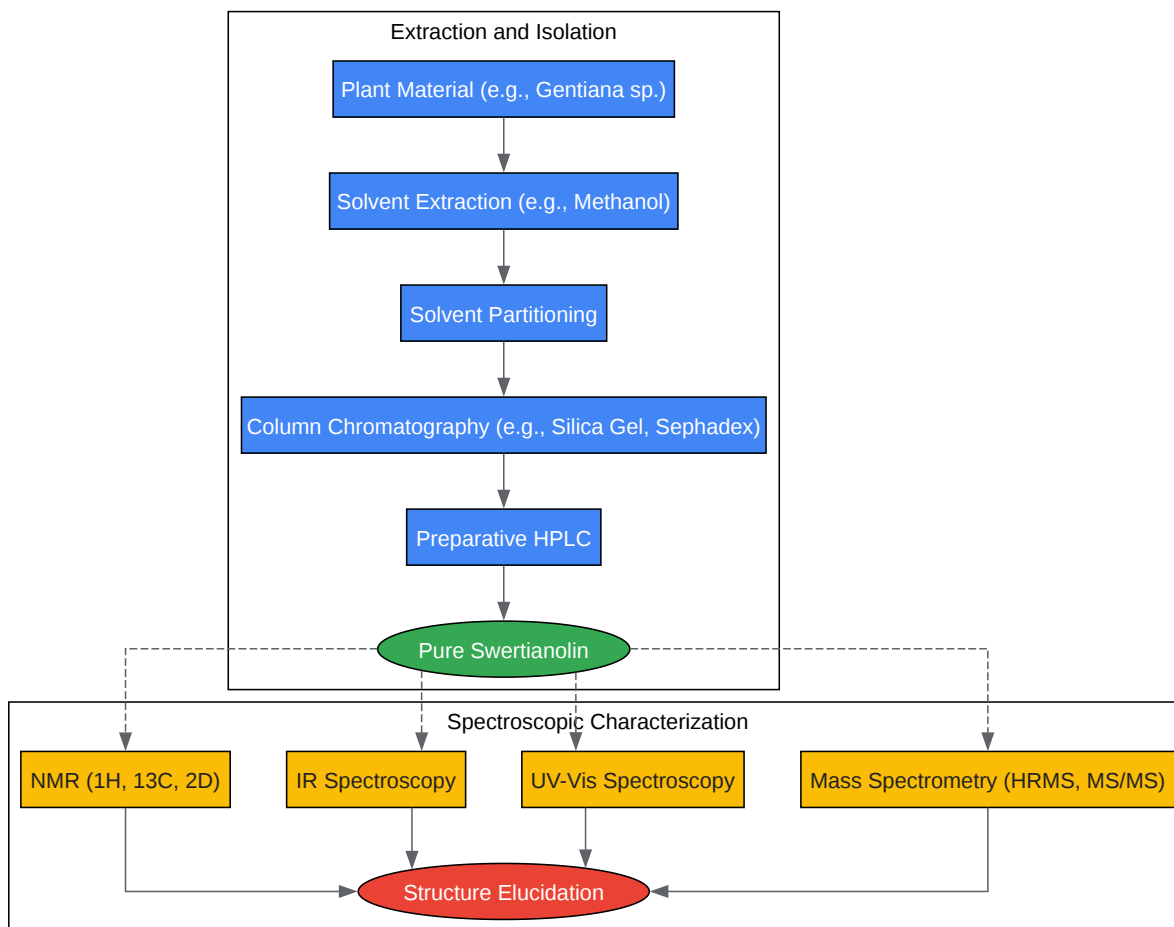 Extraction and Isolation
Plant Material (e.g., Gentiana sp.)
Solvent Extraction (e.g., Methanol)
Solvent Partitioning
Column Chromatography (e.g., Silica Gel, Sephadex)
Preparative HPLC
Pure Swertianolin
Spectroscopic Characterization
NMR (1H, 13C, 2D)
IR Spectroscopy
UV-Vis Spectroscopy
Mass Spectrometry (HRMS, MS/MS)
Structure Elucidation